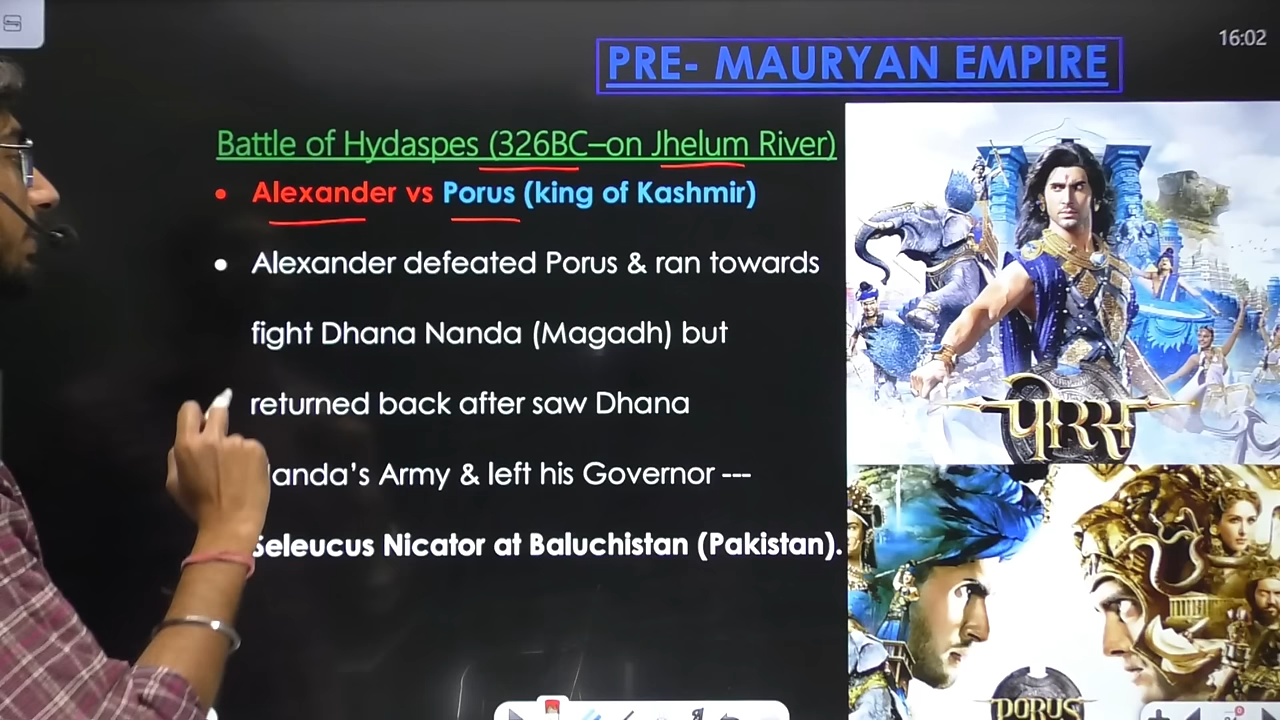 16:02
PRE- MAURYAN EMPIRE
Battle of Hydaspes (326BC–on Jhelum River)
• Alexander vs Porus (king of Kashmir)
• Alexander defeated Porus & ran towards
fight Dhana Nanda (Magadh) but
returned back after saw Dhana
anda's Army & left his Governor ---
Seleucus Nicator at Baluchistan (Pakistan).
पोरस
PORUS